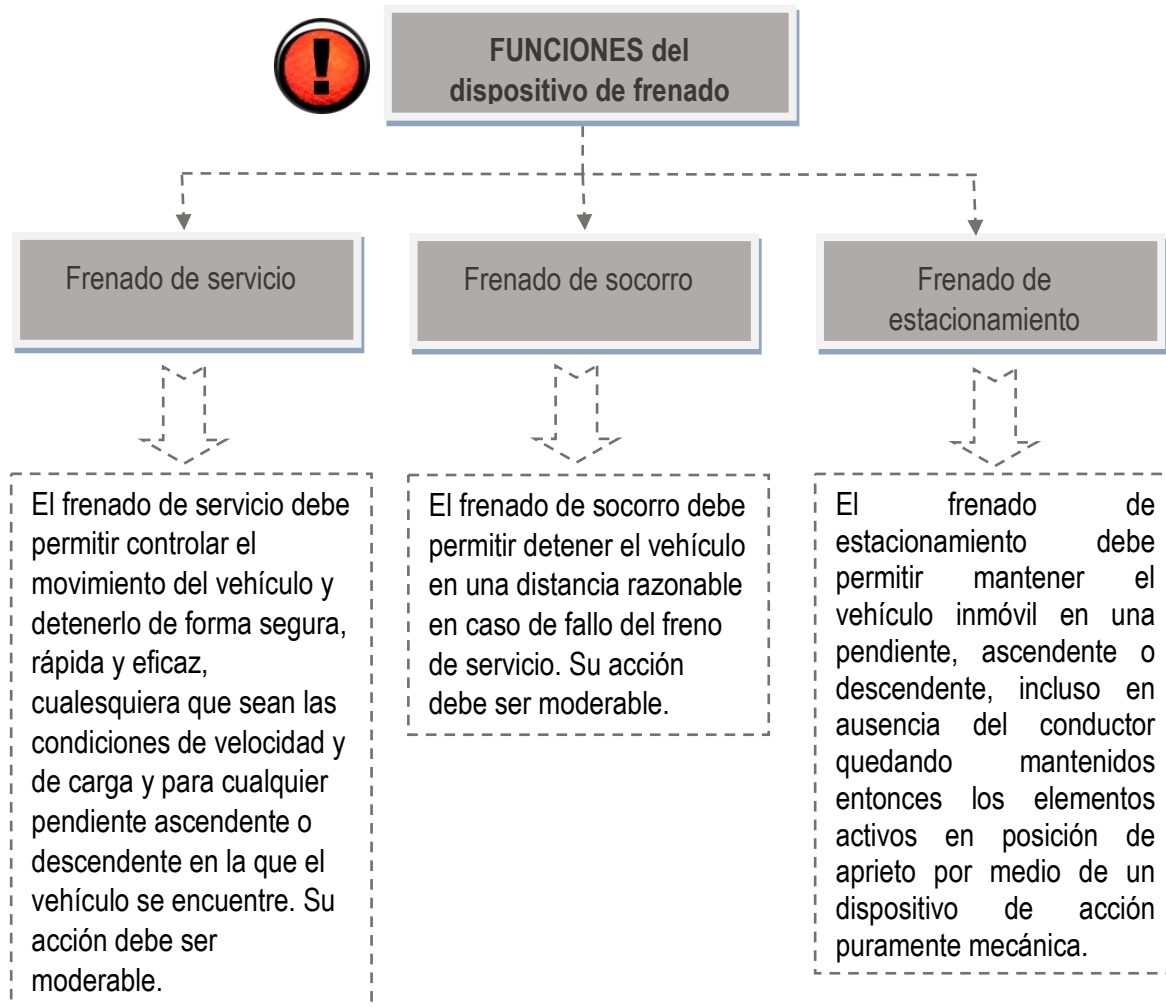 FUNCIONES del
dispositivo de frenado
Frenado de servicio
Frenado de socorro
Frenado de
estacionamiento
El frenado de servicio debe
permitir controlar el
movimiento del vehículo y
detenerlo de forma segura,
rápida y eficaz,
cualesquiera que sean las
condiciones de velocidad y
de carga y para cualquier
pendiente ascendente o
descendente en la que el
vehículo se encuentre. Su
acción debe ser
moderable.
El frenado de socorro debe
permitir detener el vehículo
en una distancia razonable
en caso de fallo del freno
de servicio. Su acción
debe ser moderable.
El frenado de
estacionamiento debe
permitir mantener el
vehículo inmóvil en una
pendiente, ascendente o
descendente, incluso en
ausencia del conductor
quedando mantenidos
entonces los elementos
activos en posición de
aprieto por medio de un
dispositivo de acción
puramente mecánica.